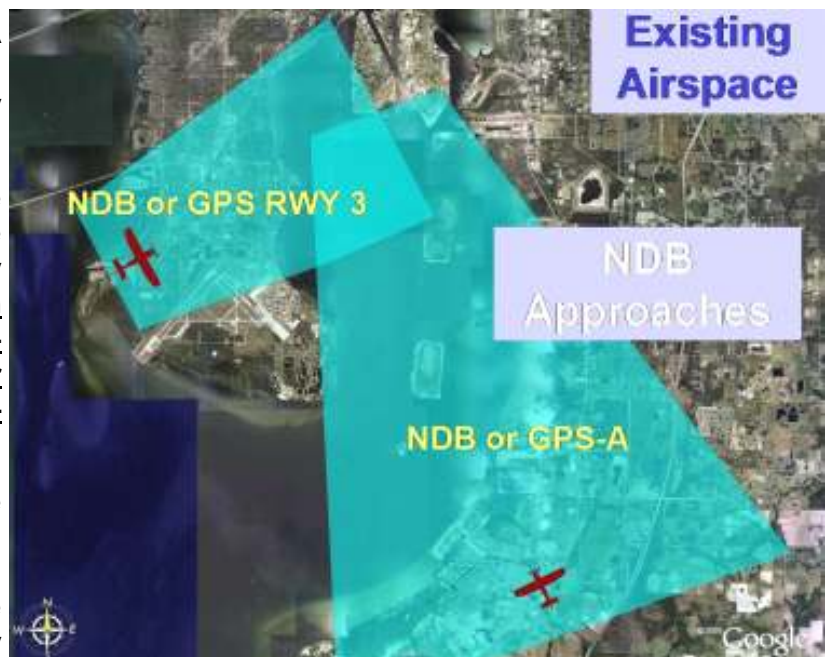 Existing
Airspace
NDB or GPS RWY 3
NDB
Approaches
NDB or GPS-A
N
W E
Google